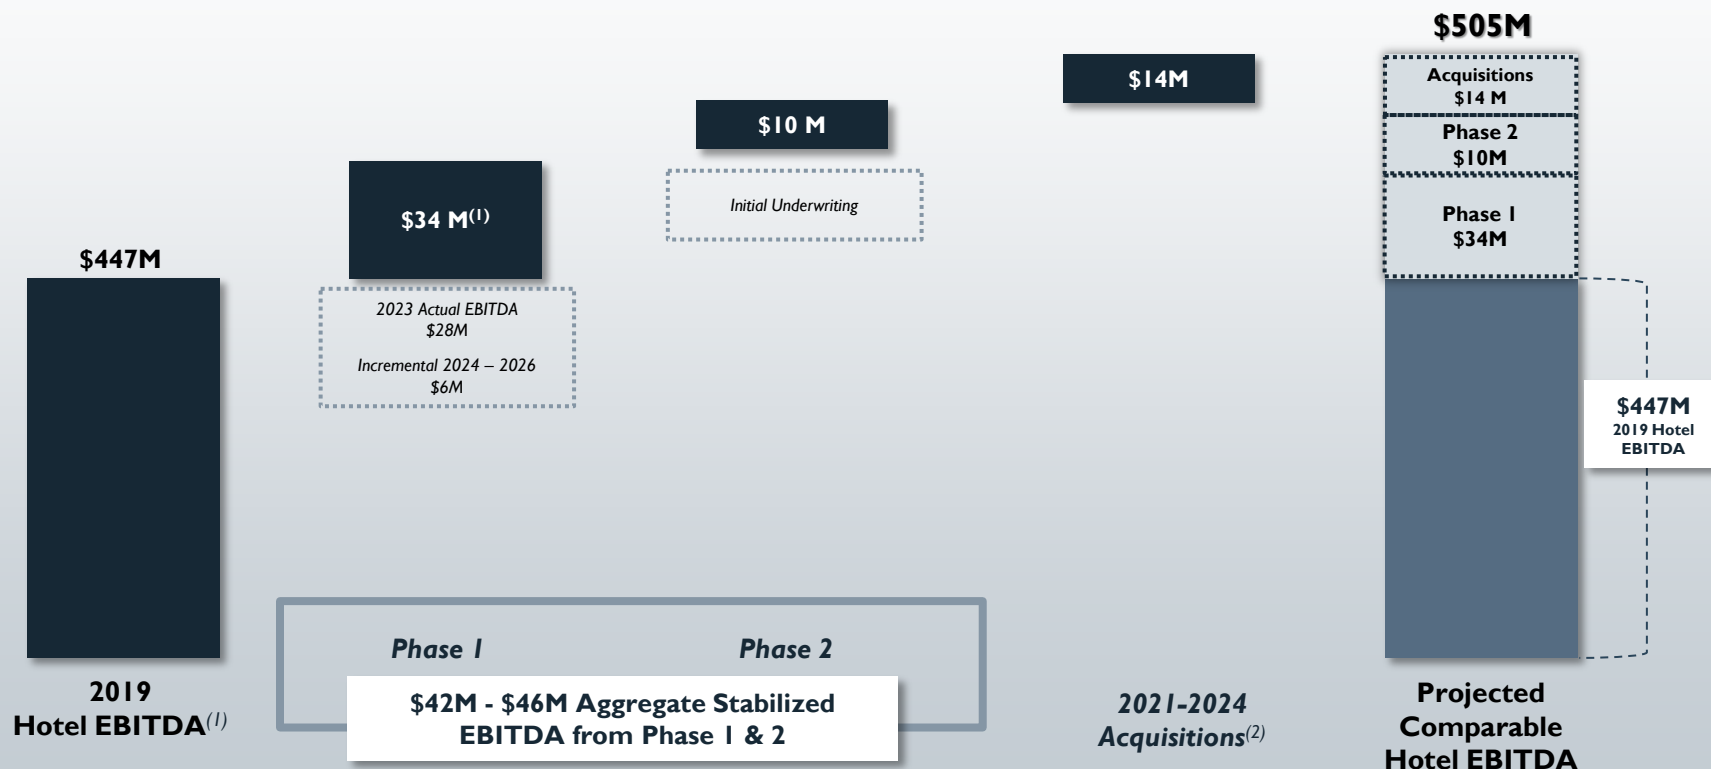 $447M
2019
Hotel EBITDA(1)
$34 M(1)
2023 Actual EBITDA
$28M
Incremental 2024 – 2026
$6M
$10 M
Initial Underwriting
Phase 1
Phase 2
$42M - $46M Aggregate Stabilized
EBITDA from Phase 1 & 2
$14M
2021-2024
Acquisitions(2)
$505M
Acquisitions
$14 M
Phase 2
$10M
Phase 1
$34M
$447M
2019 Hotel
EBITDA
Projected
Comparable
Hotel EBITDA